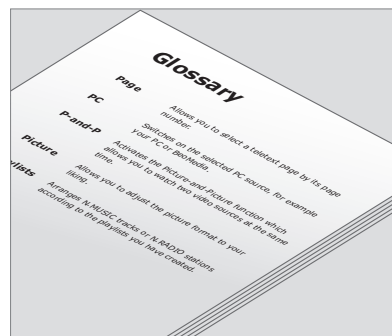 Glossary
Page
Allows you to select a teletext page by its page
number.
PC
Switches on the selected PC source, for example
your PC or BeoMedia.
P-and-P
Activates the Picture-and-Picture function which
allows you to watch two video sources at the same
time.
Picture
Allows you to adjust the picture format to your
liking.
ylists
Arranges N.MUSIC tracks or N.RADIO stations
according to the playlists you have created.